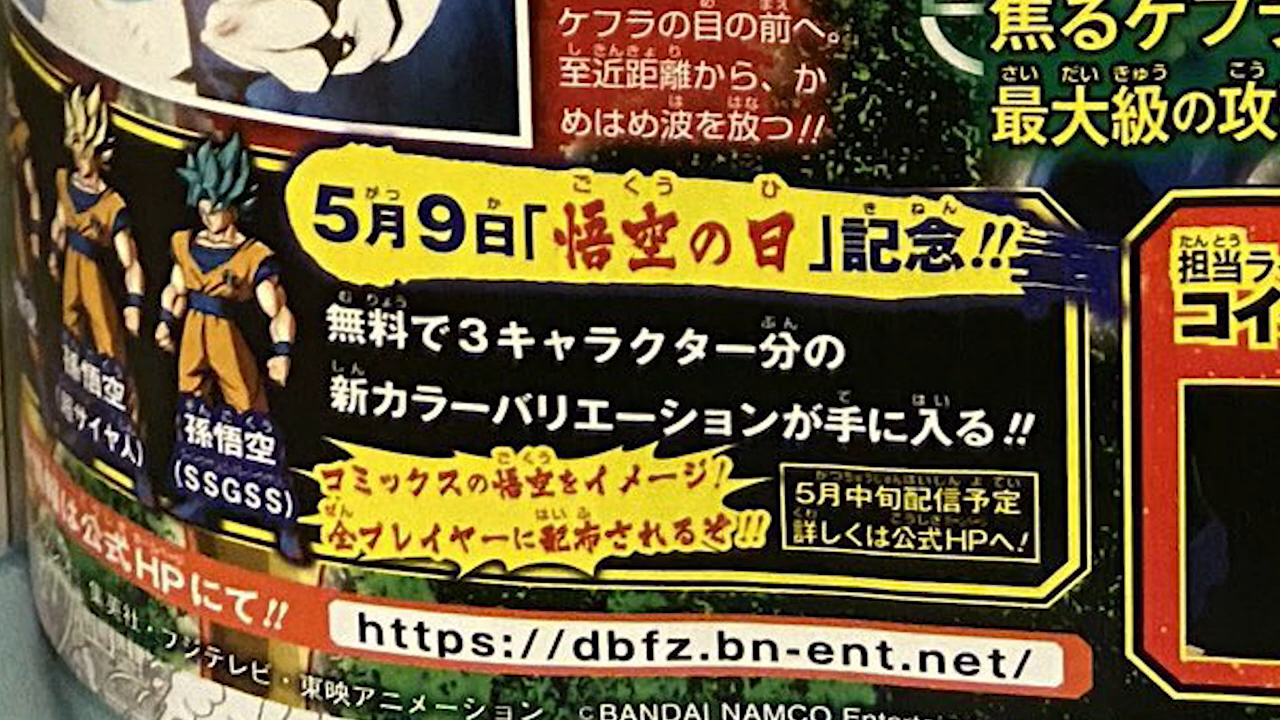 ケフラの目の前へ。
至近距離から、か
めはめ波を放つ!!
焦るケフ
最大級の攻
5月9日「悟空の日」記念!!
無料で3キャラクター分の
新カラーバリエーションが手に入る!!
コミックスの悟空をイメージ!
全プレイヤーに配布されるぞ!!
5月中旬配信予定
詳しくは公式HPへ!
孫悟空
(超サイヤ人)
孫悟空
(SSGSS)
担当
コイ
は公式HPにて!!
https://dbfz.bn-ent.net/
集英社・フジテレビ・東映アニメーション ©BANDAI NAMCO